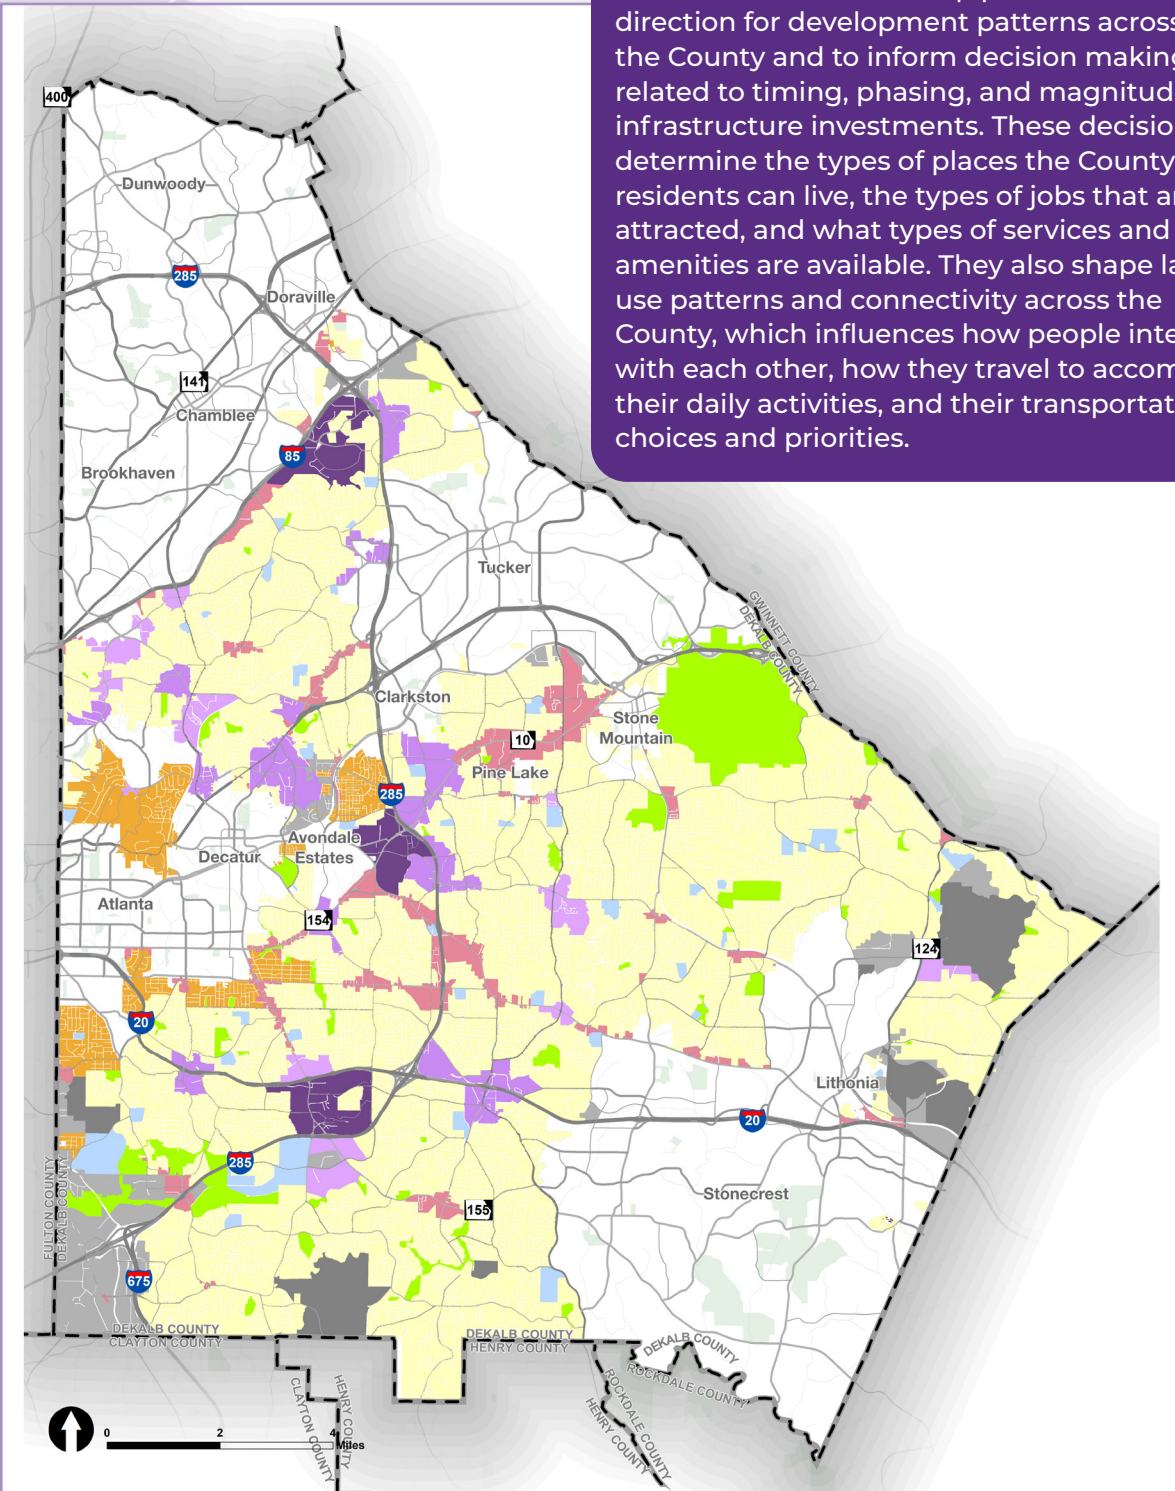 direction for development patterns across
the County and to inform decision making
related to timing, phasing, and magnitud
infrastructure investments. These decisio
determine the types of places the County
residents can live, the types of jobs that ar
attracted, and what types of services and
amenities are available. They also shape la
use patterns and connectivity across the
County, which influences how people inte
with each other, how they travel to accom
their daily activities, and their transportat
choices and priorities.
400
Dunwoody
285
Doraville
141
Chamblee
85
Brookhaven
Tucker
GWINNETT COUNTY
DEKALB COUNTY
Clarkston
Stone
Mountain
10
Pine Lake
285
Avondale
Estates
Decatur
Atlanta
154
124
20
Lithonia
20
285
FULTON COUNTY
DEKALB COUNTY
Stonecrest
155
675
DEKALB COUNTY
CLAYTON COUNTY
DEKALB COUNTY
HENRY COUNTY
DEKALB COUNTY
ROCKDALE COUNTY
CLAYTON COUNTY
HENRY COUNTY
ROCKDALE COUNTY
HENRY COUNTY
0 2 4
Miles